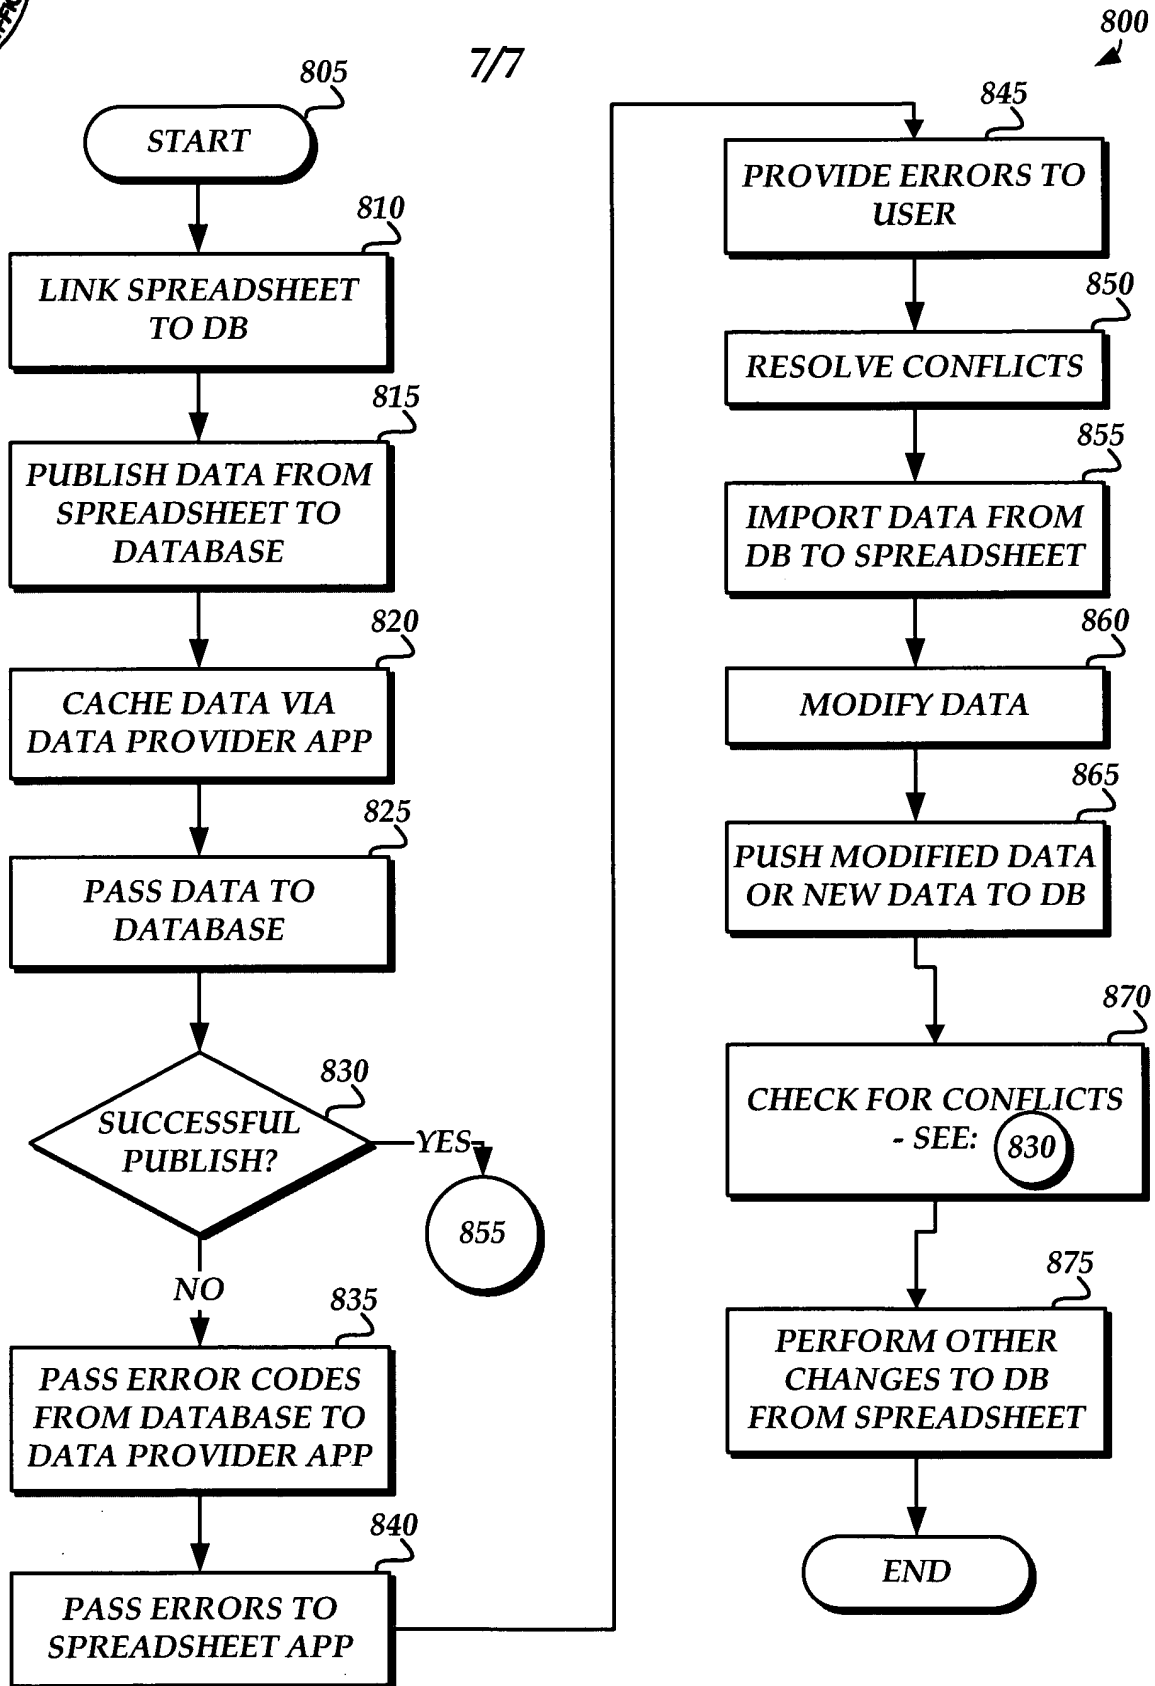 7/7
800
805
START
810
LINK SPREADSHEET
TO DB
815
PUBLISH DATA FROM
SPREADSHEET TO
DATABASE
820
CACHE DATA VIA
DATA PROVIDER APP
825
PASS DATA TO
DATABASE
830
SUCCESSFUL
PUBLISH?
YES
855
NO
835
PASS ERROR CODES
FROM DATABASE TO
DATA PROVIDER APP
840
PASS ERRORS TO
SPREADSHEET APP
845
PROVIDE ERRORS TO
USER
850
RESOLVE CONFLICTS
855
IMPORT DATA FROM
DB TO SPREADSHEET
860
MODIFY DATA
865
PUSH MODIFIED DATA
OR NEW DATA TO DB
870
CHECK FOR CONFLICTS
- SEE: 830
875
PERFORM OTHER
CHANGES TO DB
FROM SPREADSHEET
END